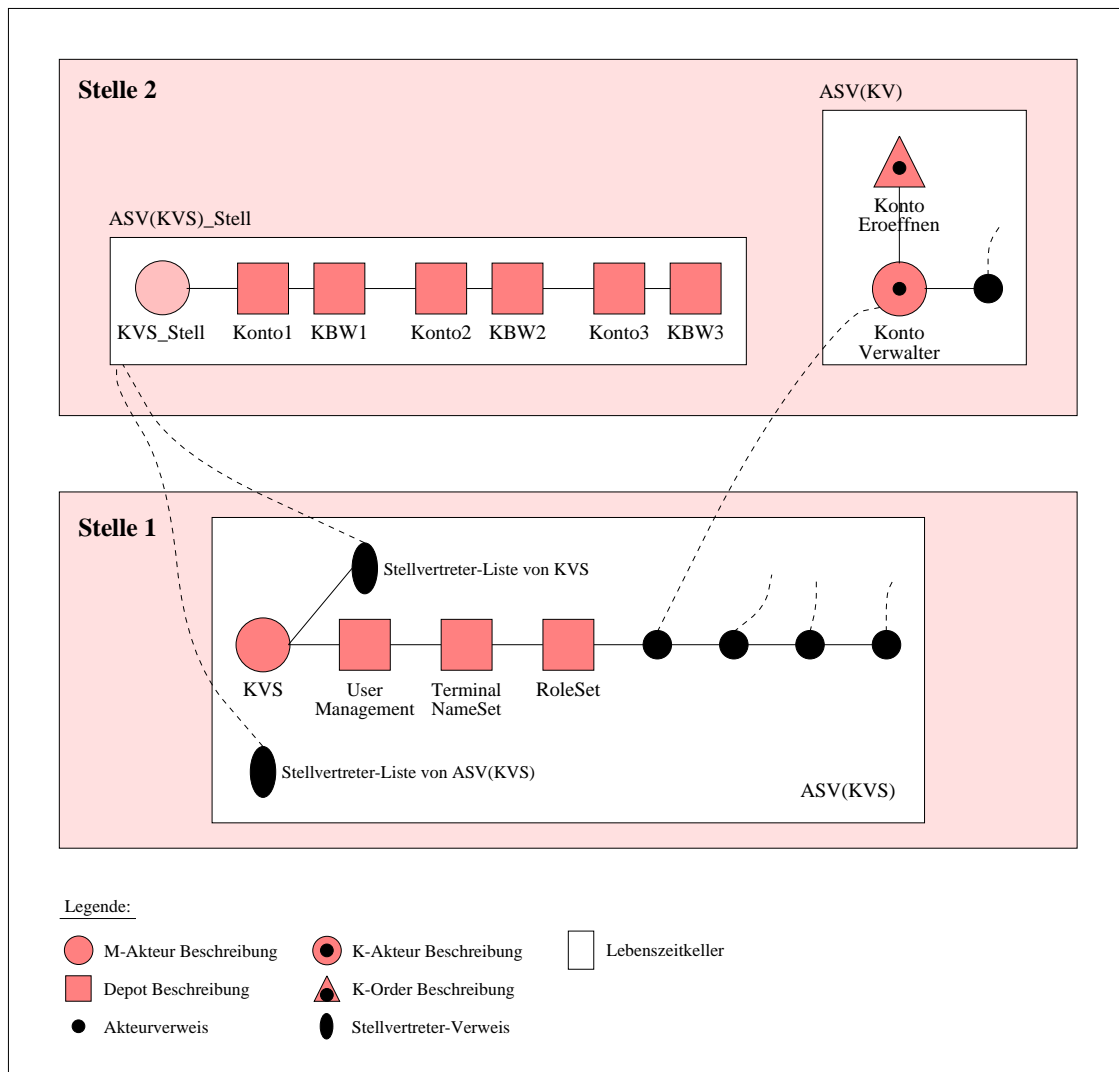 Stelle 2
ASV(KV)
Konto
Eroeffnen
ASV(KVS)_Stell
KVS_Stell
Konto1
KBW1
Konto2
KBW2
Konto3
KBW3
Konto
Verwalter
Stelle 1
Stellvertreter-Liste von KVS
KVS
User
Management
Terminal
NameSet
RoleSet
Stellvertreter-Liste von ASV(KVS)
ASV(KVS)
Legende:
M-Akteur Beschreibung
K-Akteur Beschreibung
Lebenszeitkeller
Depot Beschreibung
K-Order Beschreibung
Akteurverweis
Stellvertreter-Verweis